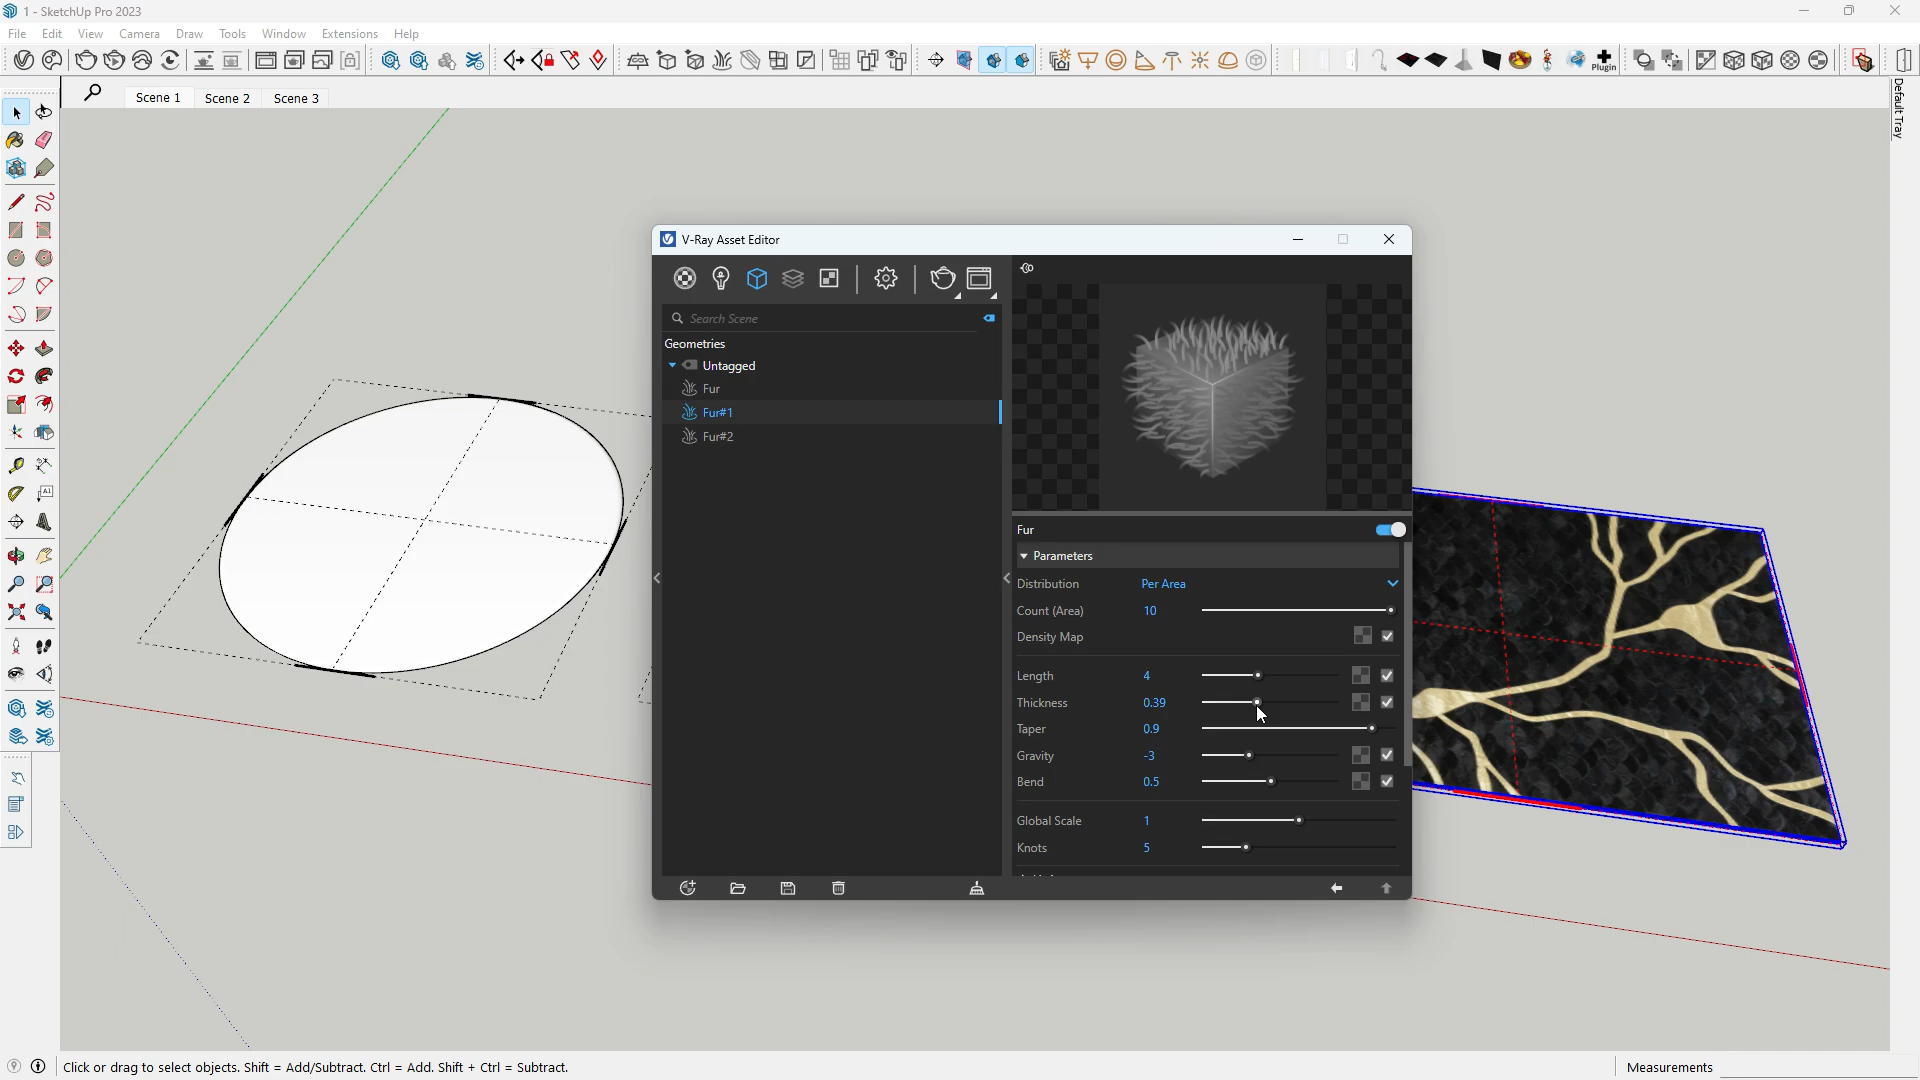 1 - SketchUp Pro 2023
File Edit View Camera Draw Tools Window Extensions Help
Plugin
Scene 1 Scene 2 Scene 3
Default Tray
A1
V-Ray Asset Editor
Search Scene
Geometries
Untagged
Fur
Fur#1
Fur#2
Fur
Parameters
Distribution Per Area
Count (Area) 10
Density Map
Length 4
Thickness 0.39
Taper 0.9
Gravity -3
Bend 0.5
Global Scale 1
Knots 5
Click or drag to select objects. Shift = Add/Subtract. Ctrl = Add. Shift + Ctrl = Subtract.
Measurements